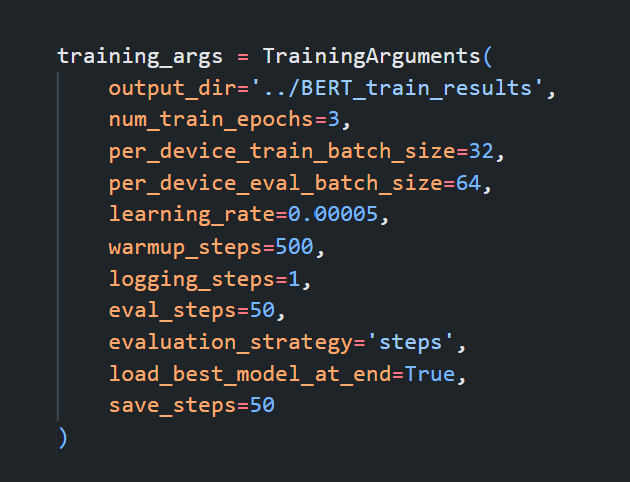 training_args = TrainingArguments(
    output_dir='../BERT_train_results',
    num_train_epochs=3,
    per_device_train_batch_size=32,
    per_device_eval_batch_size=64,
    learning_rate=0.00005,
    warmup_steps=500,
    logging_steps=1,
    eval_steps=50,
    evaluation_strategy='steps',
    load_best_model_at_end=True,
    save_steps=50
)